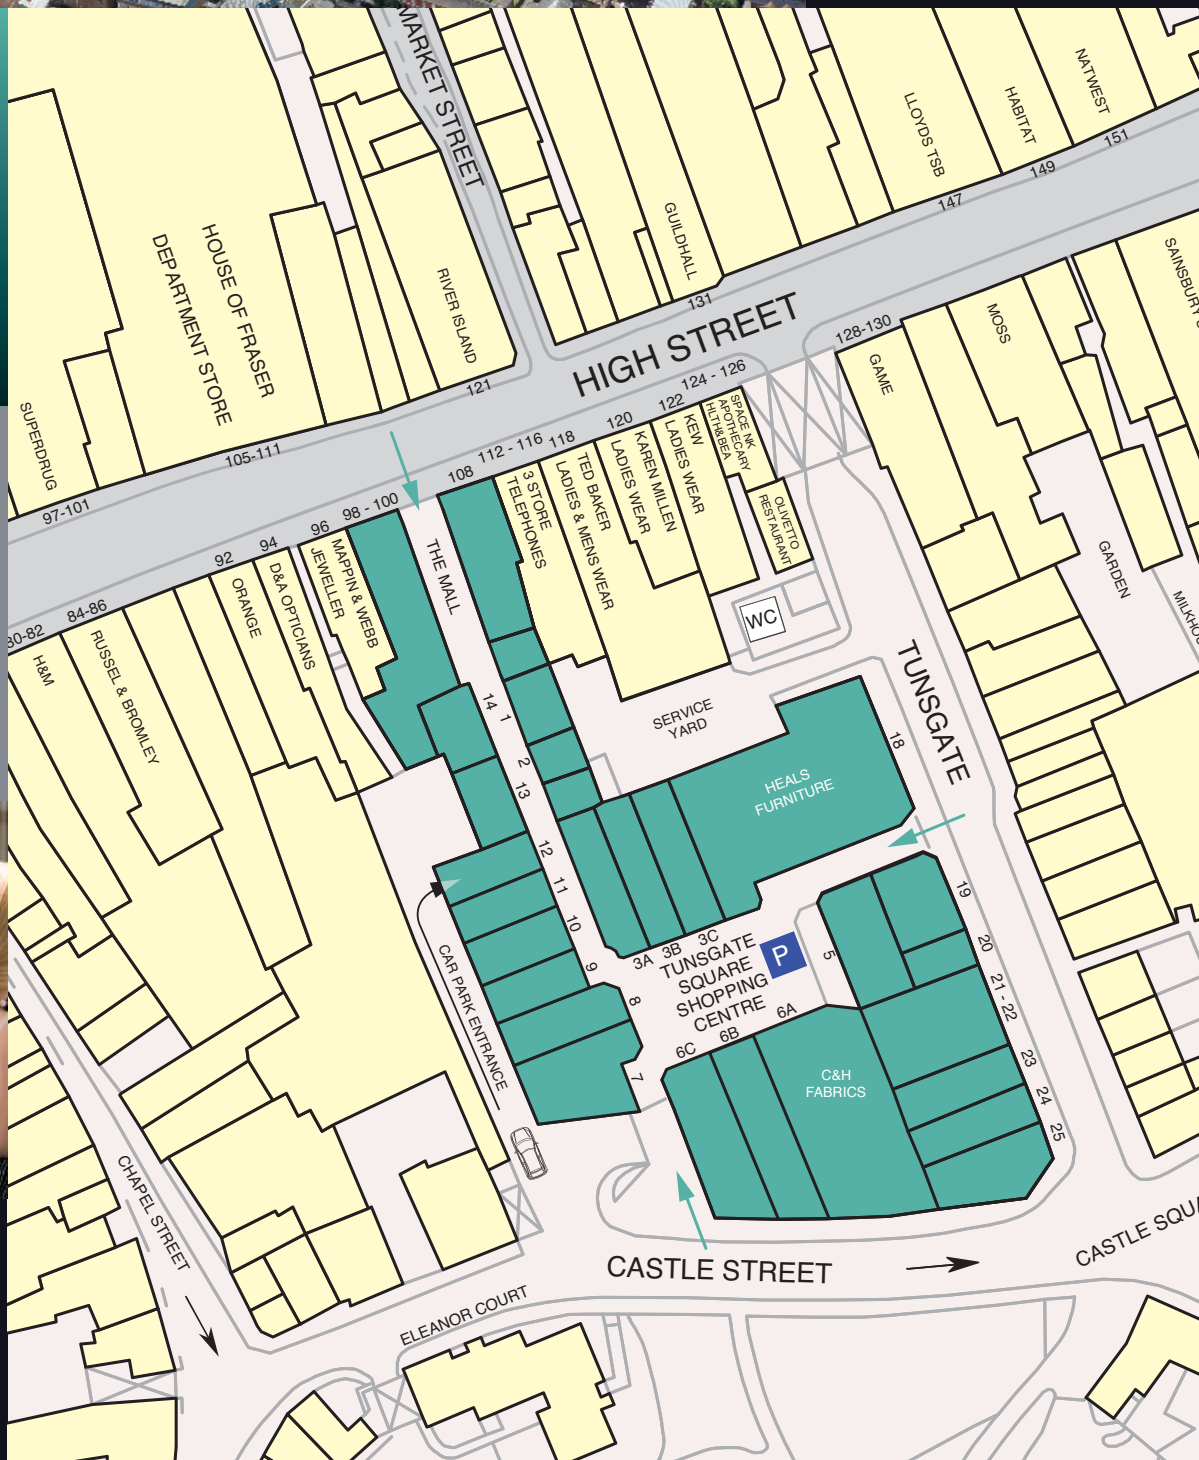 MARKET STREET
GUILDHALL
LLOYDS TSB
HABITAT
NATWEST
151
149
147
HOUSE OF FRASER
DEPARTMENT STORE
RIVER ISLAND
SUPERDRUG
131
HIGH STREET
121
105-111
97-101
128-130
GAME
MOSS
124 - 126
122
120
118
112 - 116
108
98 - 100
96
94
92
84-86
H&M
RUSSEL & BROMLEY
ORANGE
D&A OPTICIANS
MAPPIN & WEBB
JEWELLER
THE MALL
3 STORE
TELEPHONES
TED BAKER
LADIES & MENS WEAR
KAREN MILLEN
LADIES WEAR
KEW
LADIES WEAR
SPACE NK
APOTHECARY
HLTH&BEA
OLIVETTO
RESTAURANT
WC
GARDEN
TUNSGATE
SERVICE
YARD
HEALS
FURNITURE
18
14
1
2
13
12
11
10
9
8
7
3A
3B
3C
TUNSGATE
SQUARE
SHOPPING
CENTRE
P
5
6A
6B
6C
19
20
21 - 22
23
24
25
C&H
FABRICS
CAR PARK ENTRANCE
CHAPEL STREET
CASTLE STREET
ELEANOR COURT